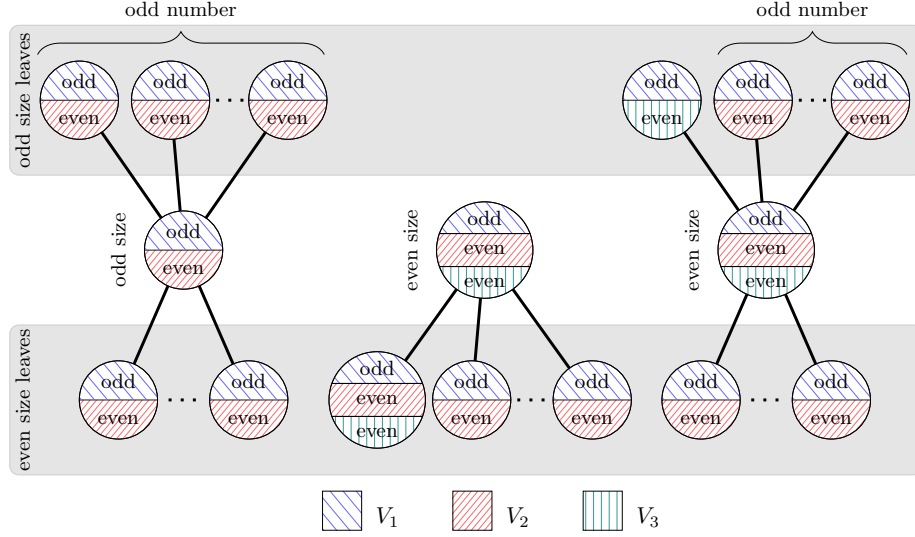 odd number
odd number
odd size leaves
odd
odd
...
odd
odd
odd
...
odd
even
even
even
even
even
even
odd size
odd
even
even size
odd
even
even
even size
odd
even
even
even size leaves
odd
...
odd
odd
even
even
odd
...
odd
odd
...
odd
even
even
even
even
even
even
V1
V2
V3